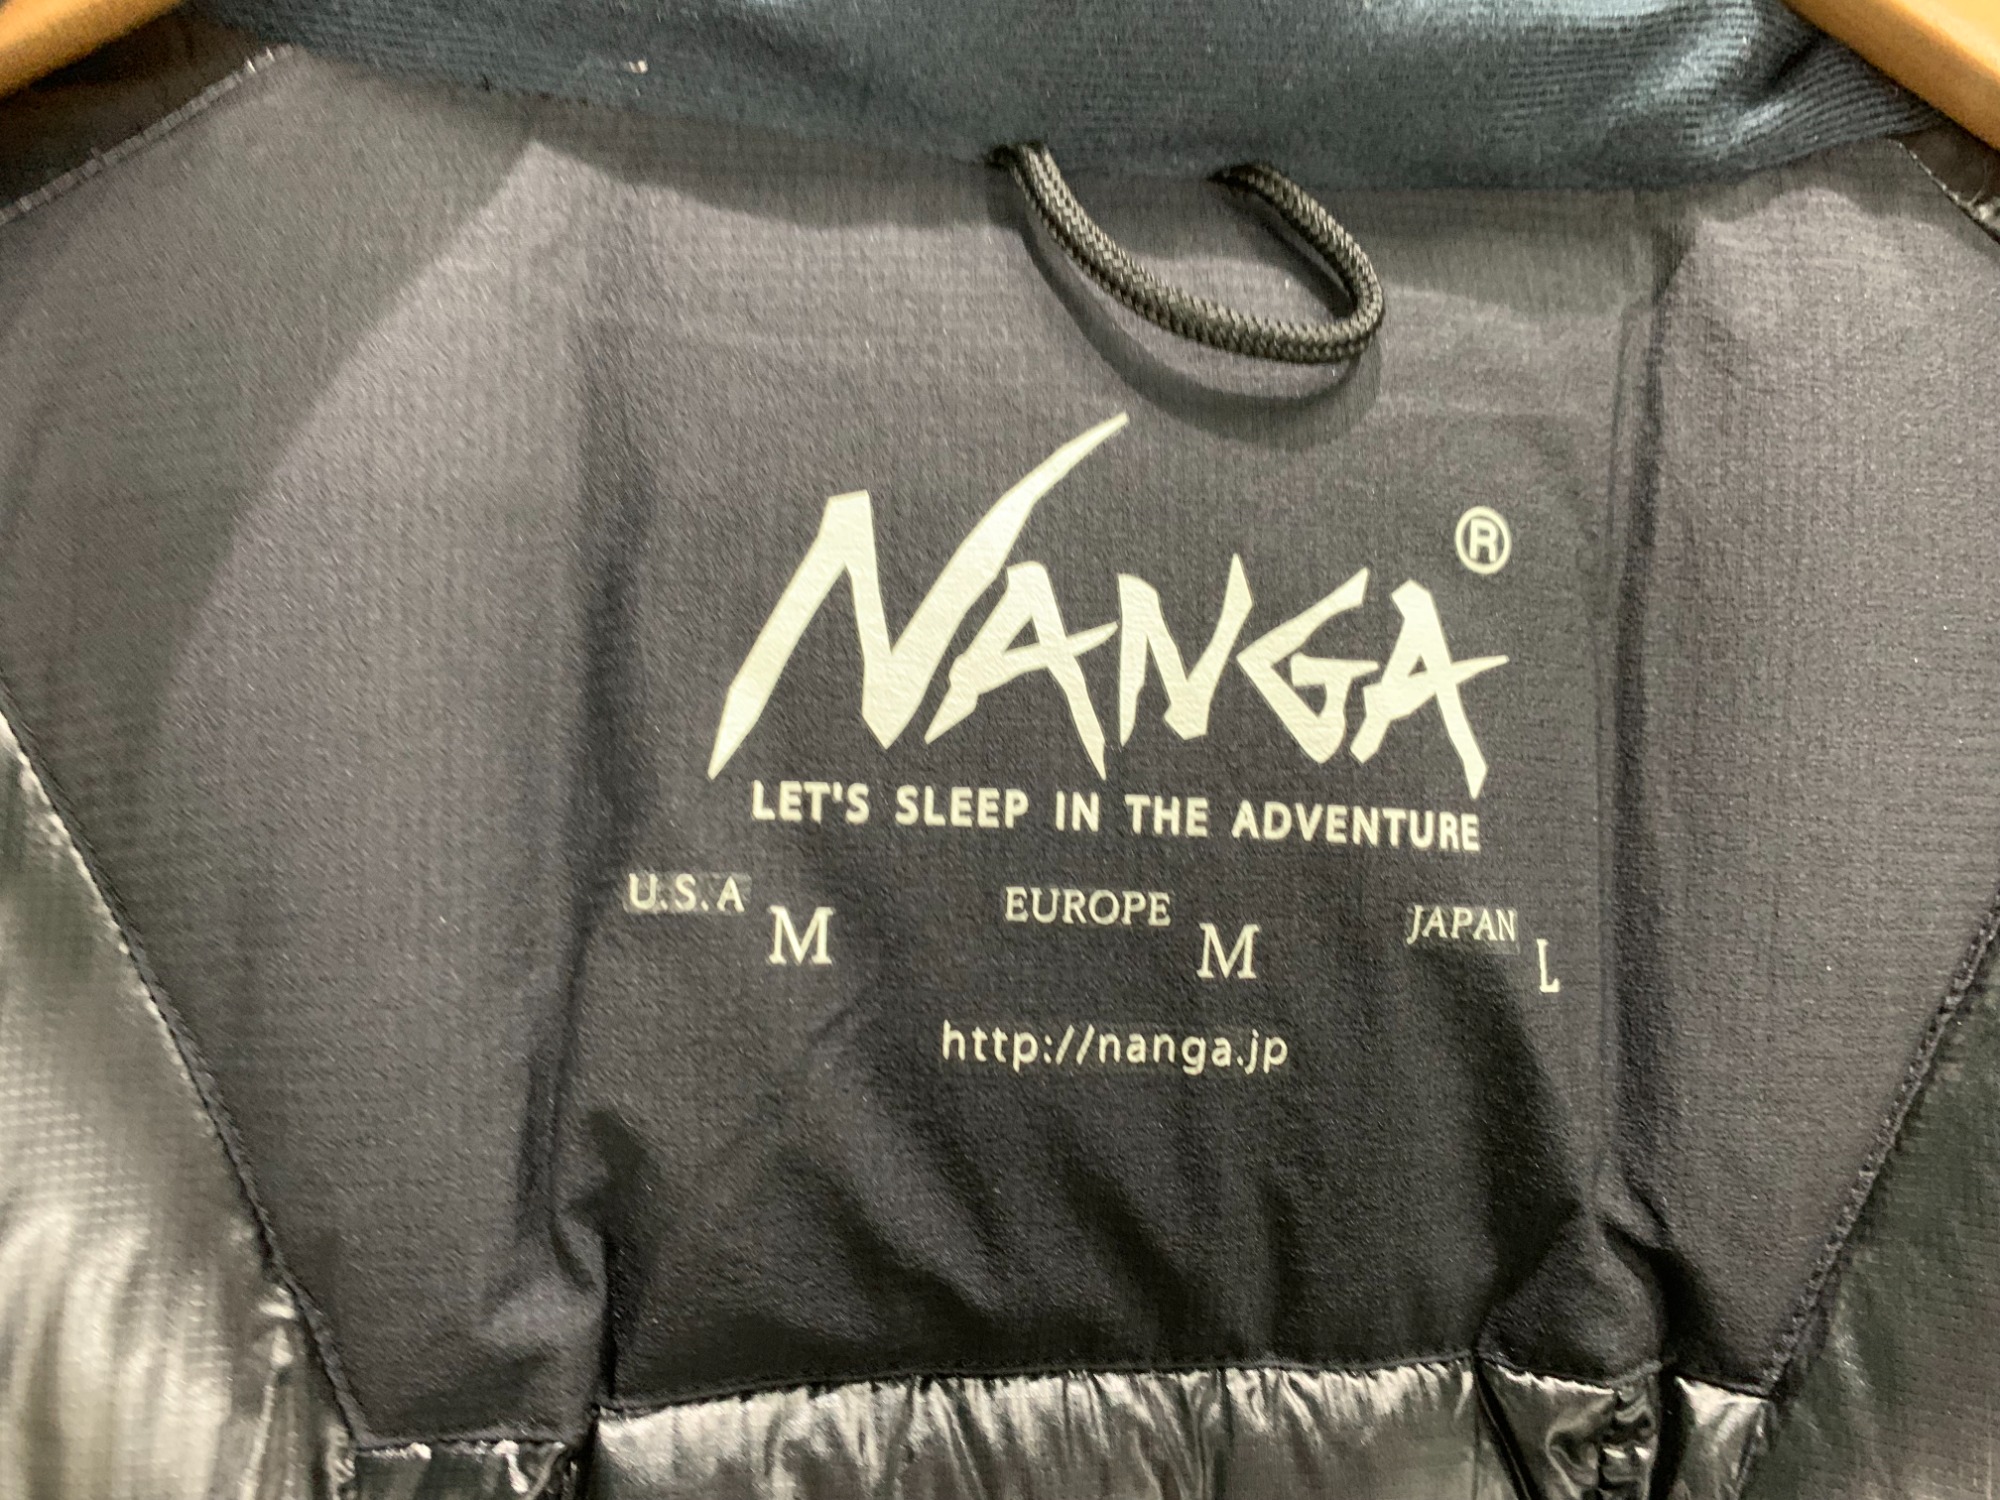 NANGA®
LET'S SLEEP IN THE ADVENTURE
U.S.A M EUROPE M JAPAN L
http://nanga.jp